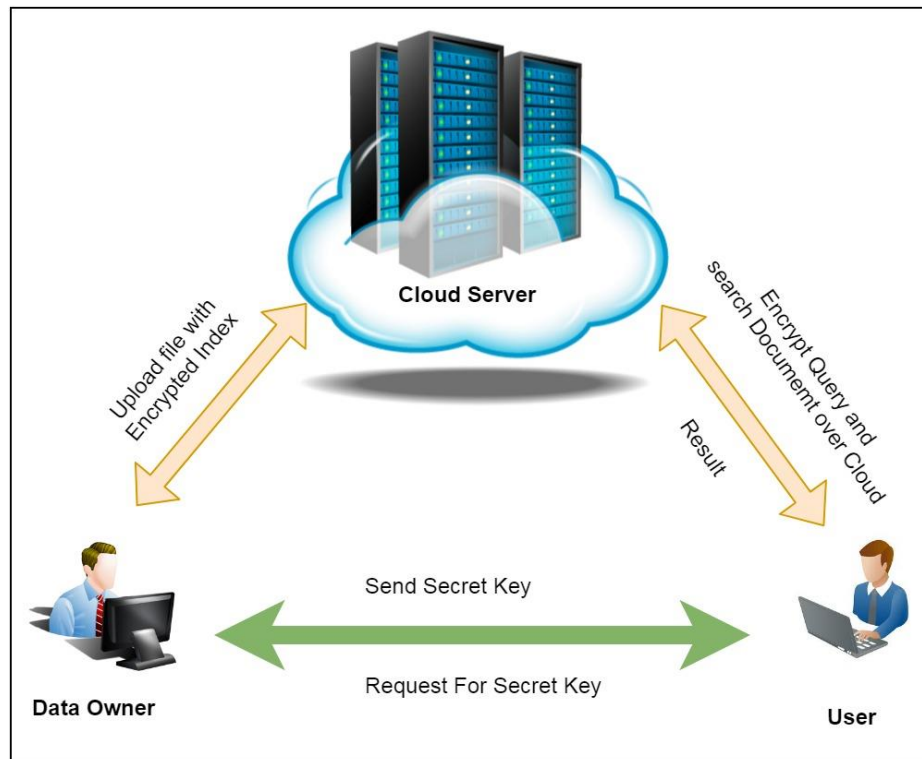 Cloud Server
Upload file with
Encrypted Index
Encrypt Query and
search Documemt over Cloud
Result
Send Secret Key
Request For Secret Key
Data Owner
User